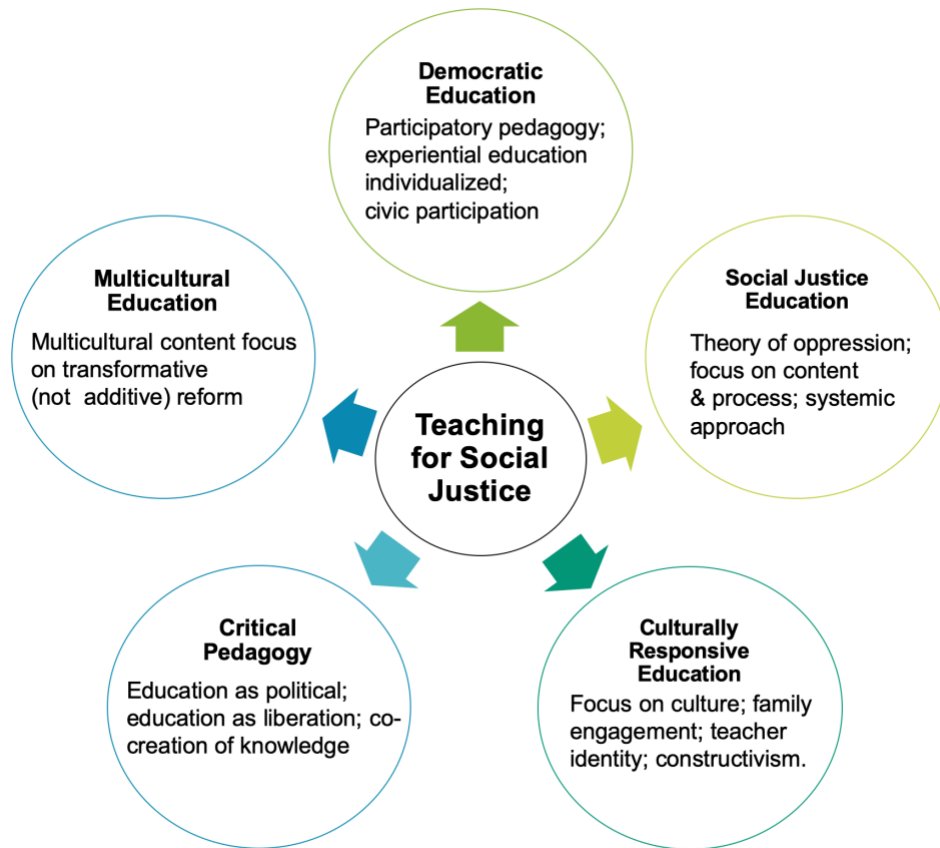 Democratic
Education
Participatory pedagogy;
experiential education
individualized;
civic participation
Multicultural
Education
Multicultural content focus
on transformative
(not additive) reform
Social Justice
Education
Theory of oppression;
focus on content
& process; systemic
approach
Teaching
for Social
Justice
Critical
Pedagogy
Education as political;
education as liberation; co-
creation of knowledge
Culturally
Responsive
Education
Focus on culture; family
engagement; teacher
identity; constructivism.